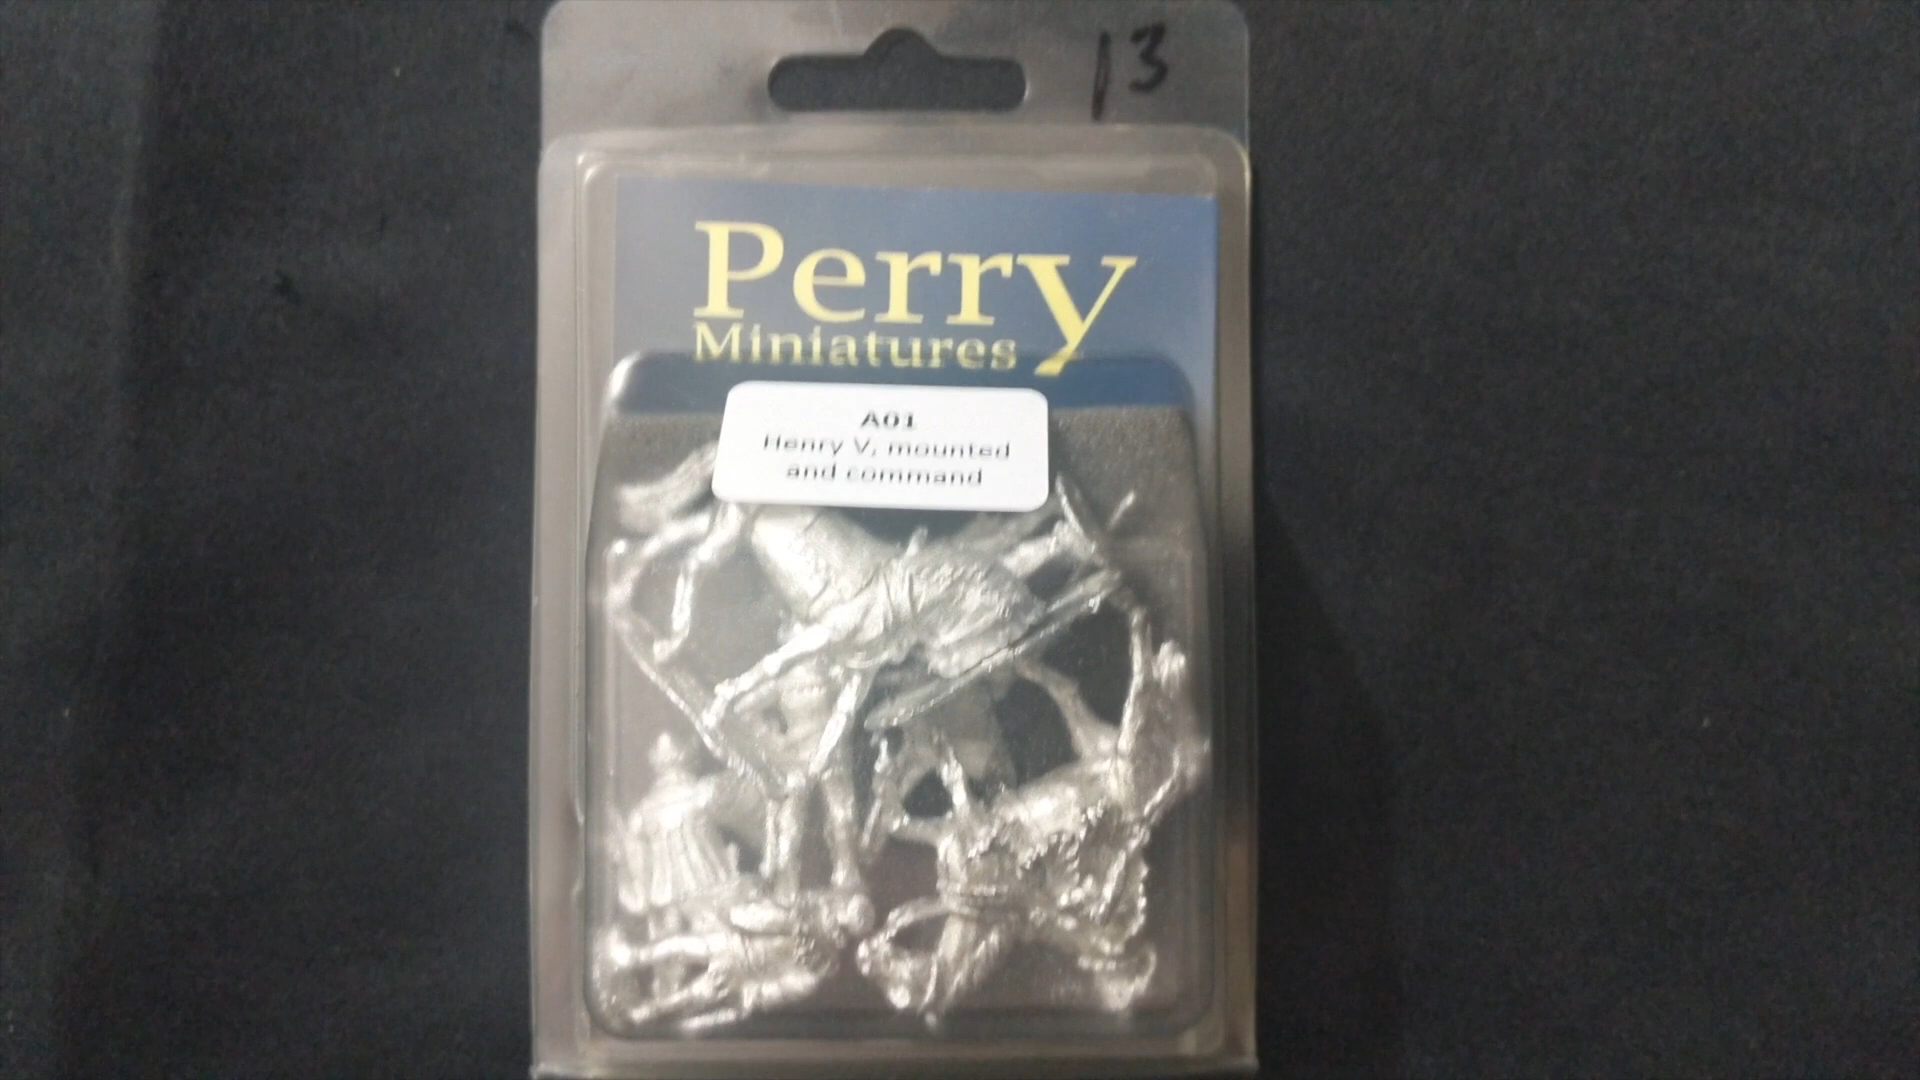 13
Perry
Miniatures
A01
Henry V, mounted
and command